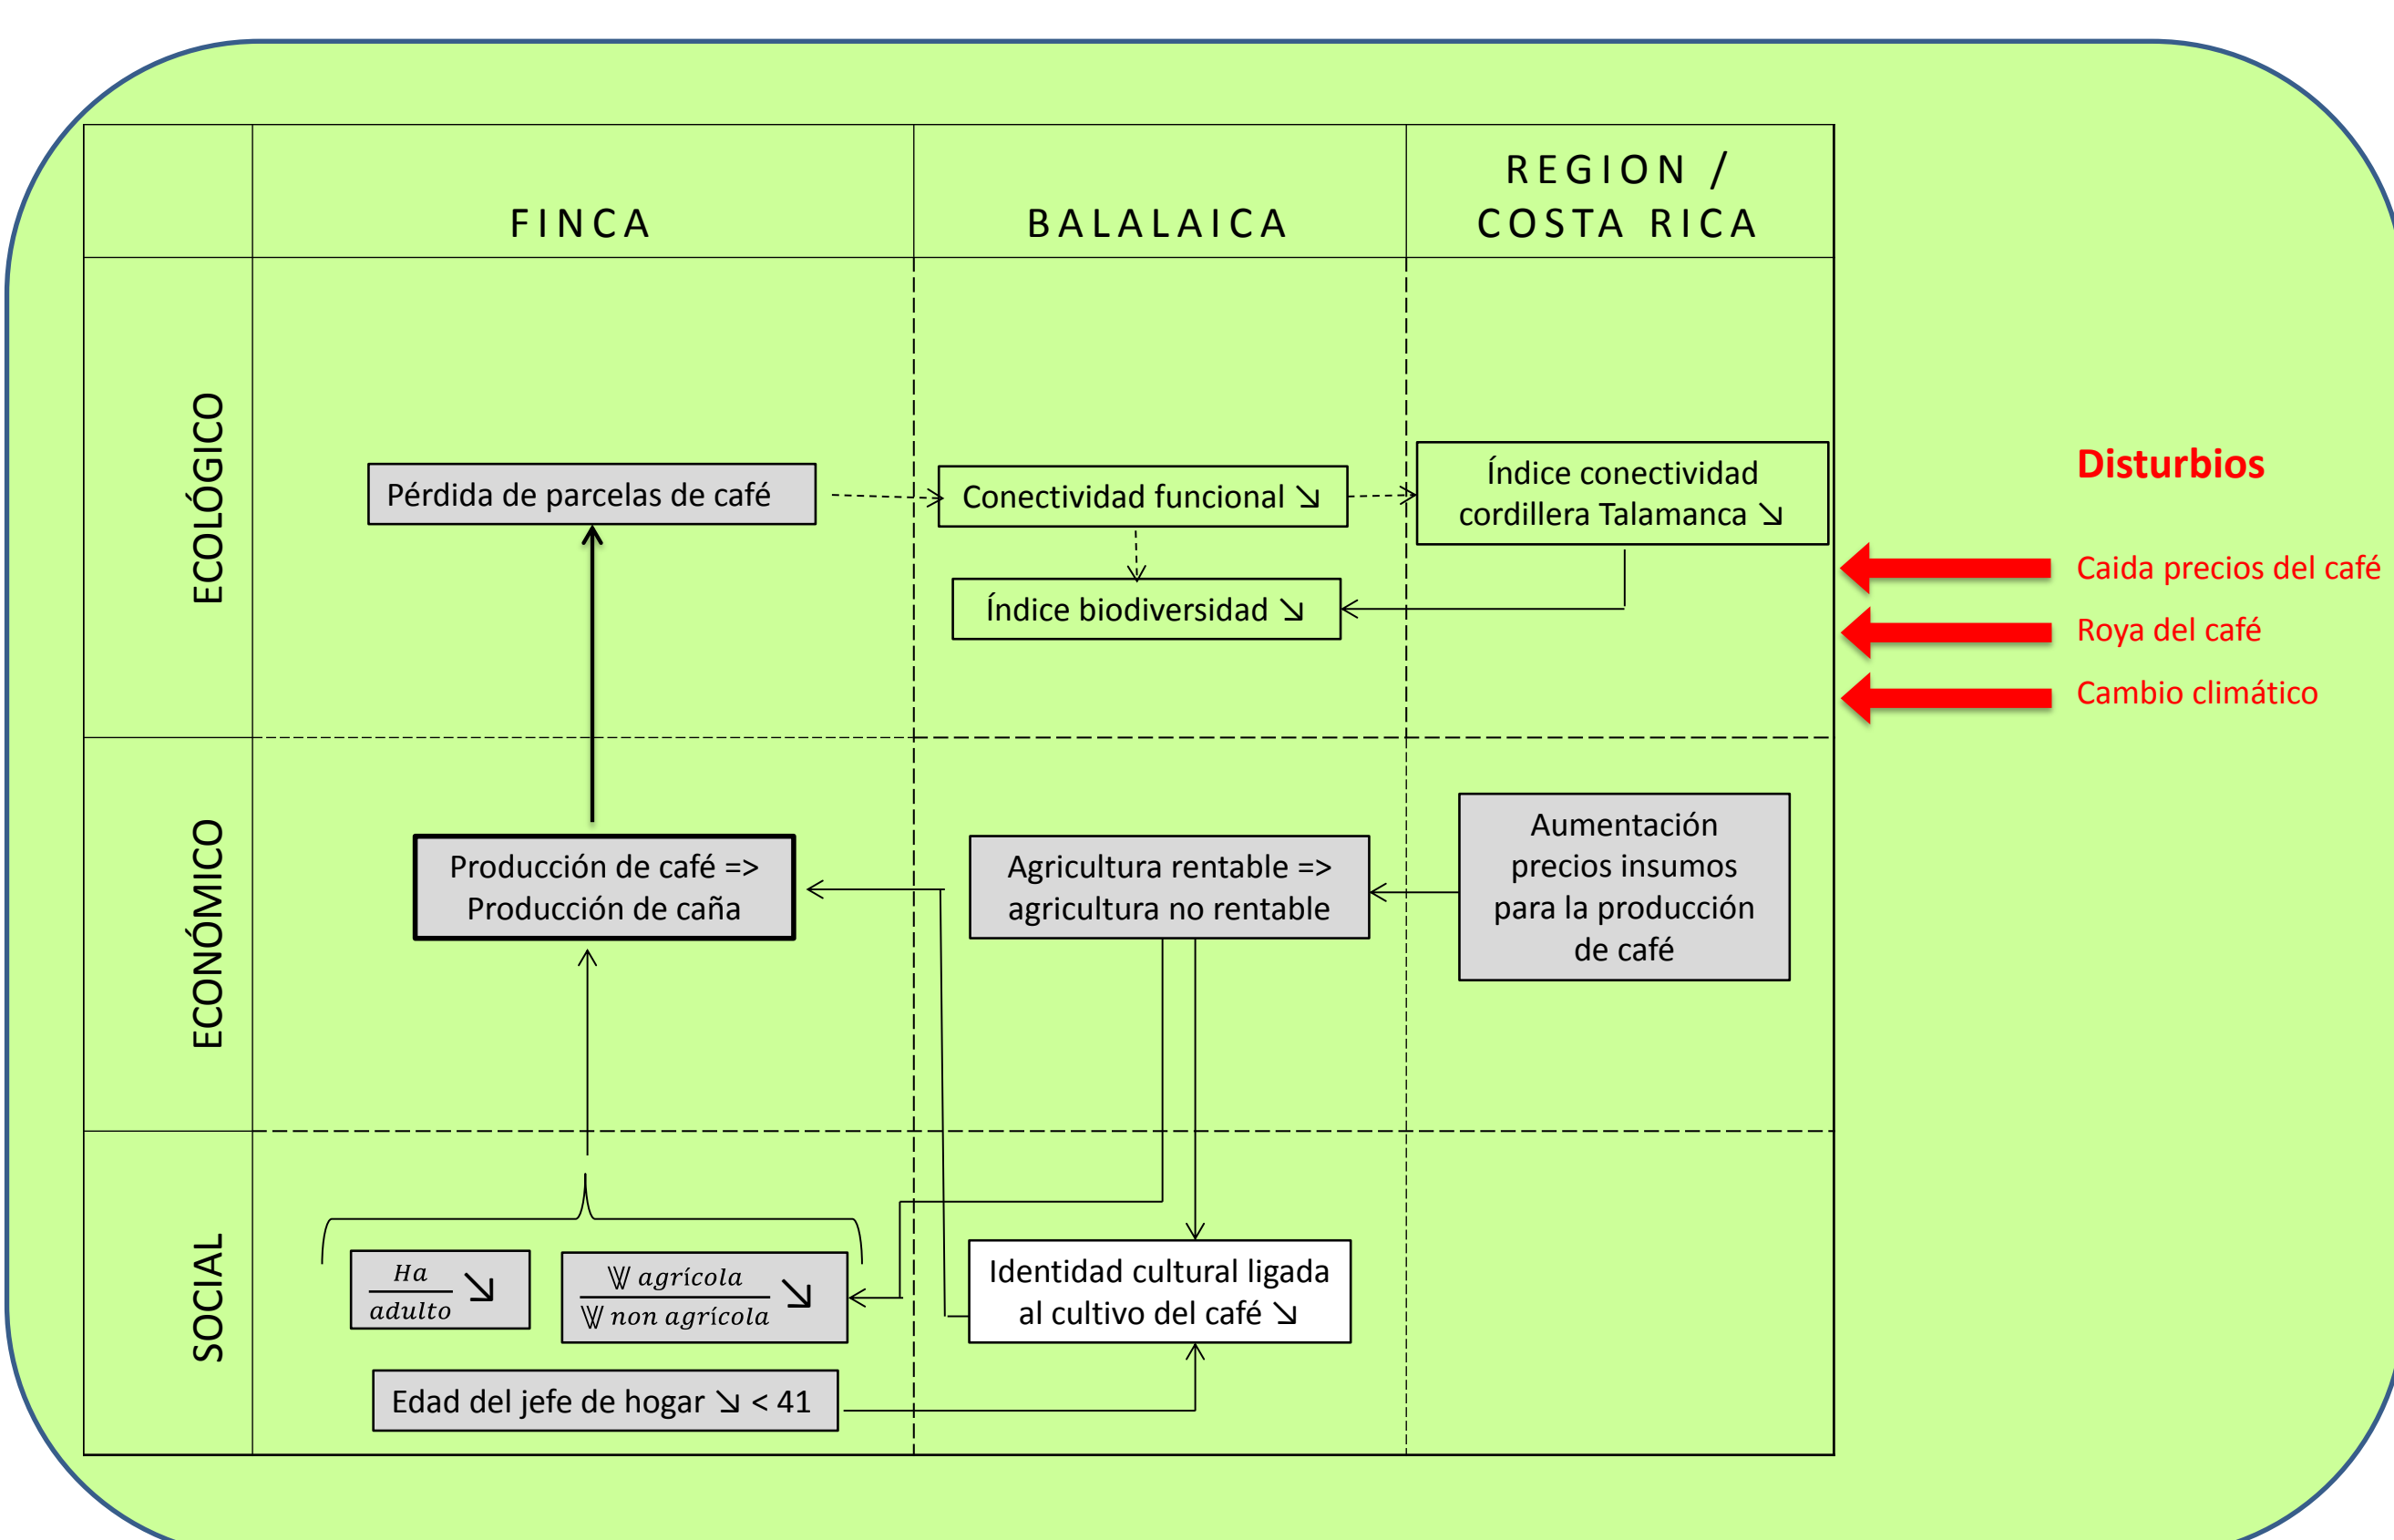 FINCA
BALALAICA
REGION /
COSTA RICA
ECOLÓGICO
Pérdida de parcelas de café
Conectividad funcional ↘
Índice conectividad
cordillera Talamanca ↘
Índice biodiversidad ↘
Disturbios
Caida precios del café
Roya del café
Cambio climático
ECONÓMICO
Producción de café =>
Producción de caña
Agricultura rentable =>
agricultura no rentable
Aumentación
precios insumos
para la producción
de café
SOCIAL
Ha
adulto ↘
W agrícola
W non agrícola ↘
Identidad cultural ligada
al cultivo del café ↘
Edad del jefe de hogar ↘ < 41